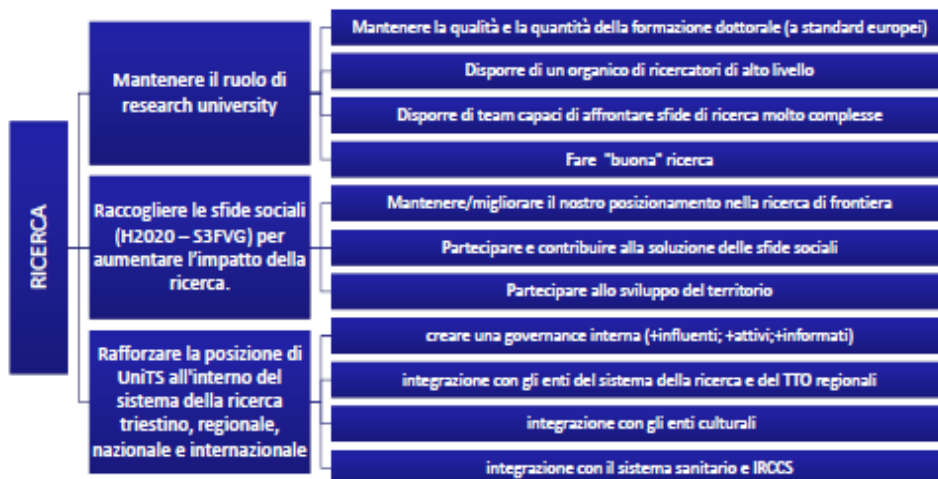 RICERCA
Mantenere il ruolo di
research university
Mantenere la qualità e la quantità della formazione dottorale (a standard europei)
Disporre di un organico di ricercatori di alto livello
Disporre di team capaci di affrontare sfide di ricerca molto complesse
Fare "buona" ricerca
Raccogliere le sfide sociali
(H2020 – S3FVG) per
aumentare l'impatto della
ricerca.
Mantenere/migliorare il nostro posizionamento nella ricerca di frontiera
Partecipare e contribuire alla soluzione delle sfide sociali
Partecipare allo sviluppo del territorio
Rafforzare la posizione di
UniTS all'interno del
sistema della ricerca
triestino, regionale,
nazionale e internazionale
creare una governance interna (+influenti; +attivi;+informati)
integrazione con gli enti del sistema della ricerca e del TTO regionali
integrazione con gli enti culturali
integrazione con il sistema sanitario e IRCCS